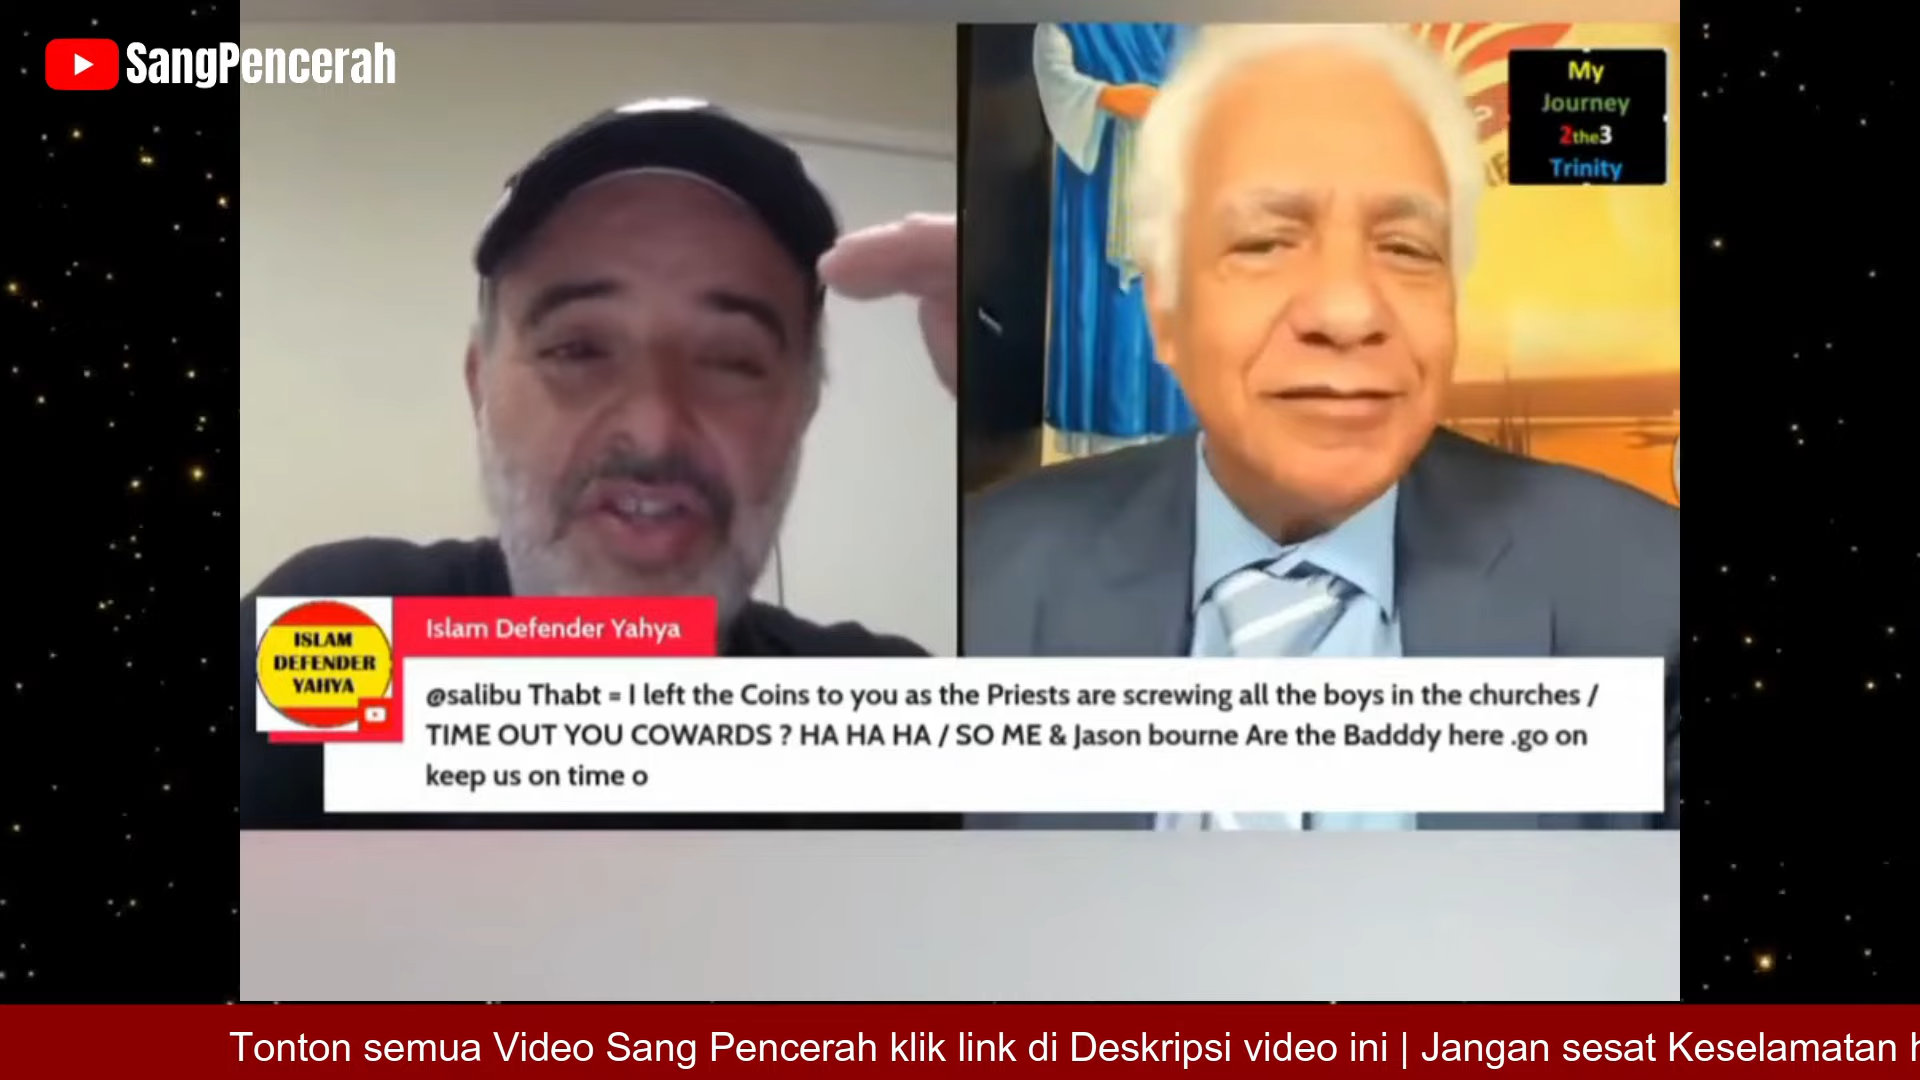 SangPencerah
My
Journey
2the3
Trinity
ISLAM
DEFENDER
YAHYA
Islam Defender Yahya
@salibu Thabt = I left the Coins to you as the Priests are screwing all the boys in the churches /
TIME OUT YOU COWARDS ? HA HA HA / SO ME & Jason bourne Are the Badddy here .go on
keep us on time o
Tonton semua Video Sang Pencerah klik link di Deskripsi video ini | Jangan sesat Keselamatan